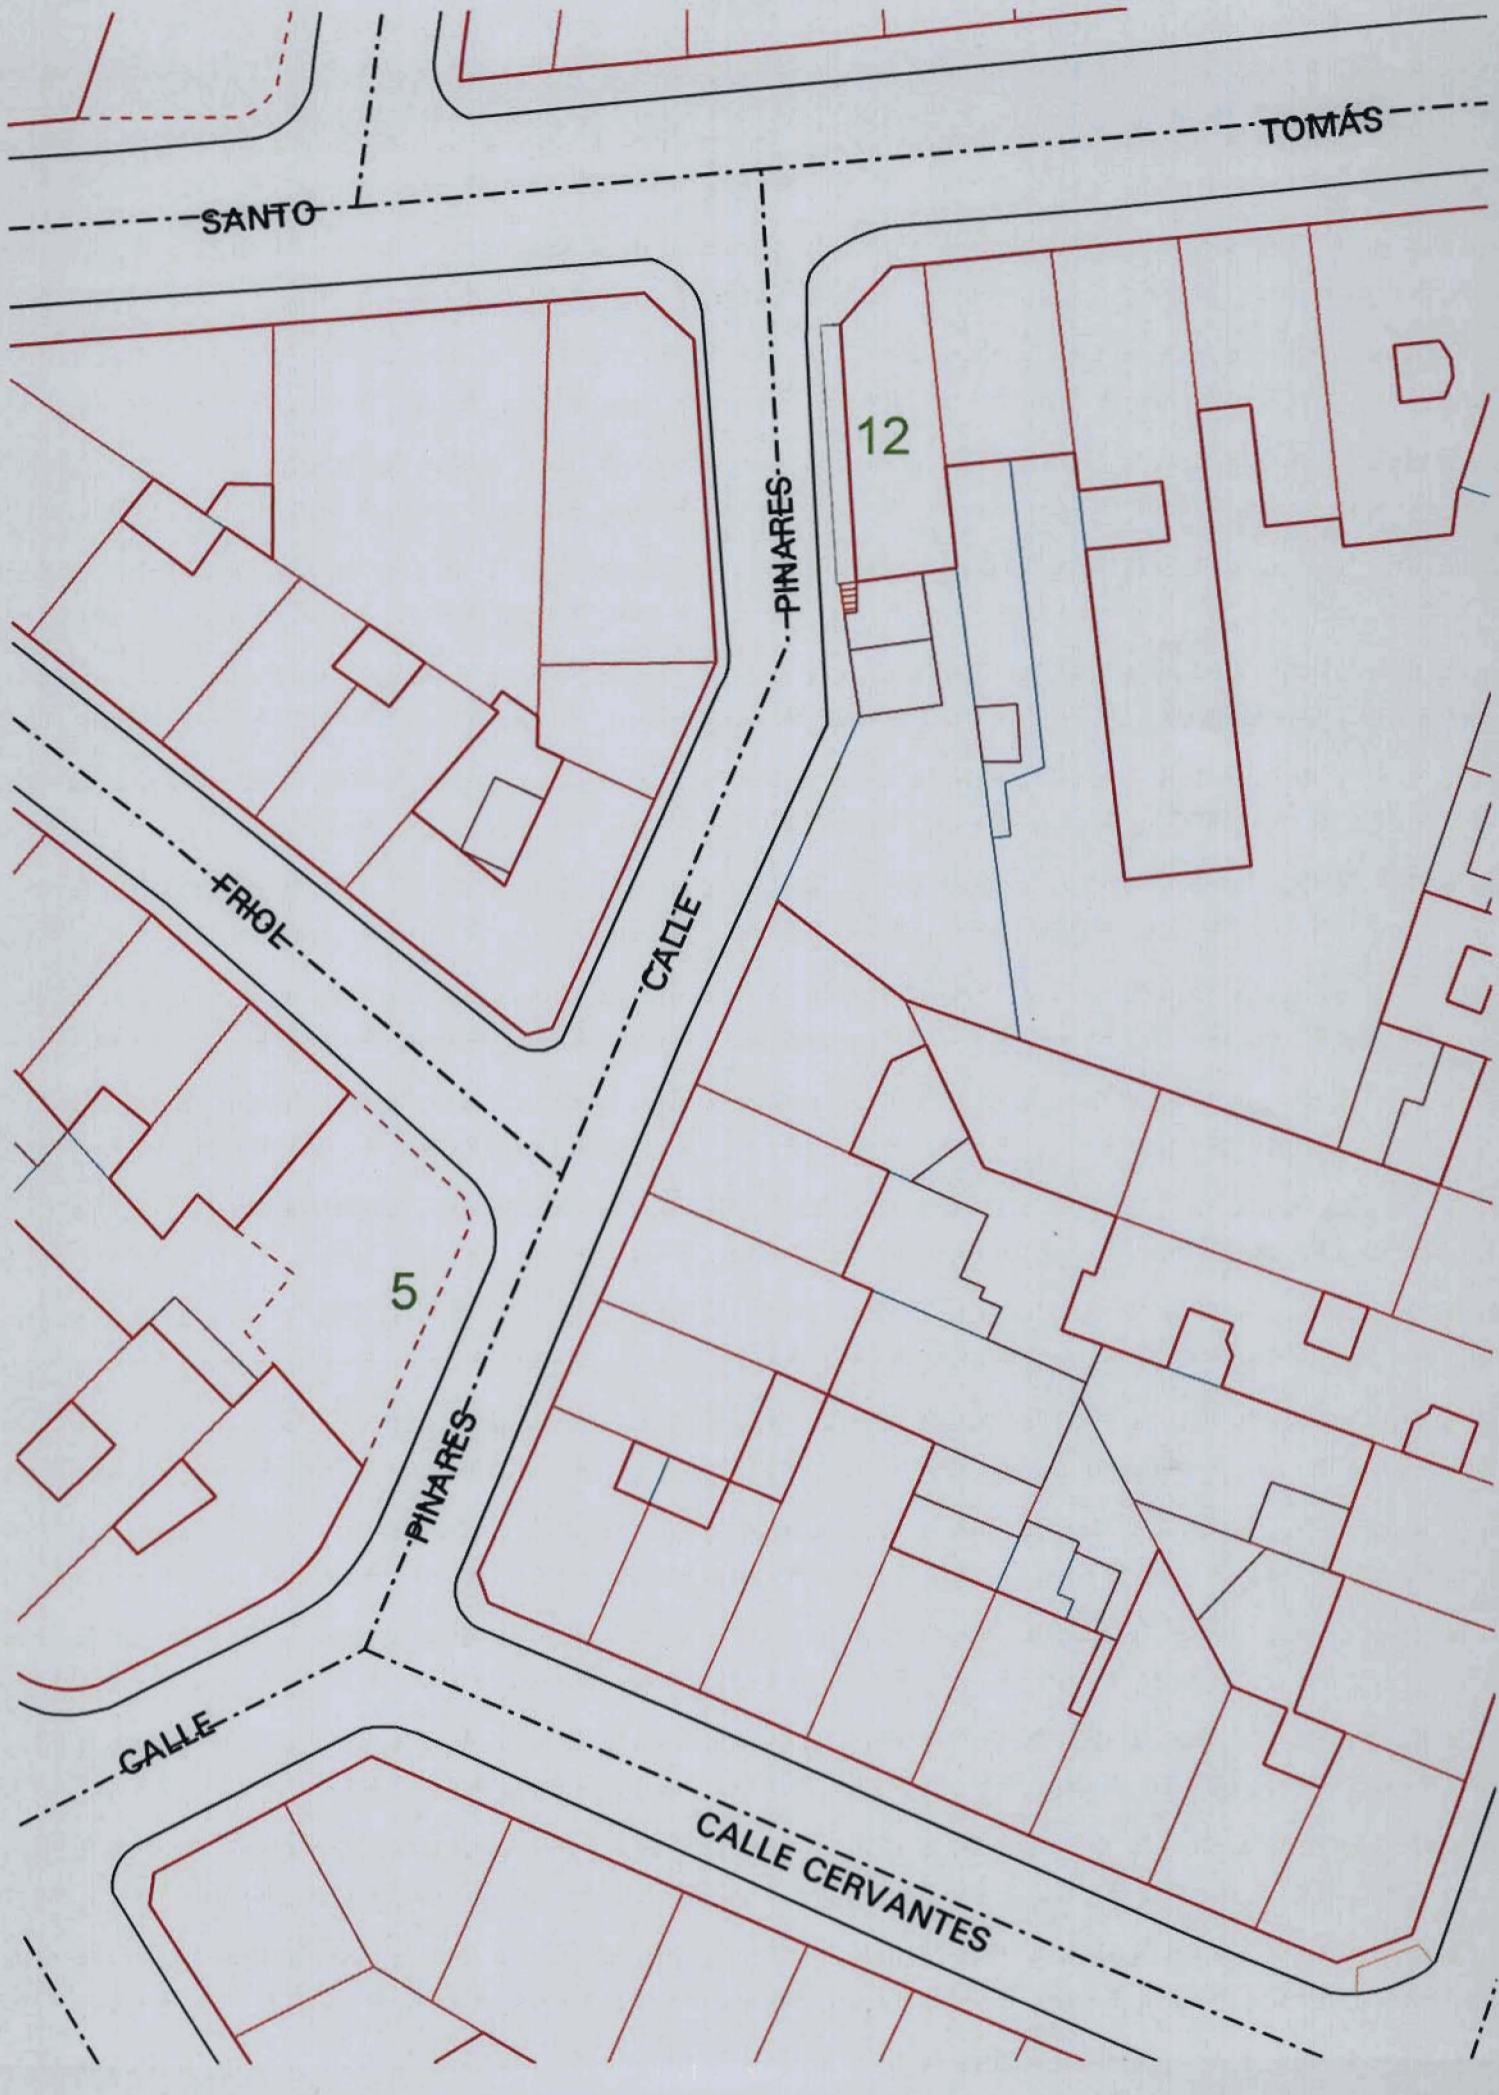 TOMÁS
SANTO
12
PINARES
FRIOL
CALLE
5
PINARES
CALLE
CALLE CERVANTES